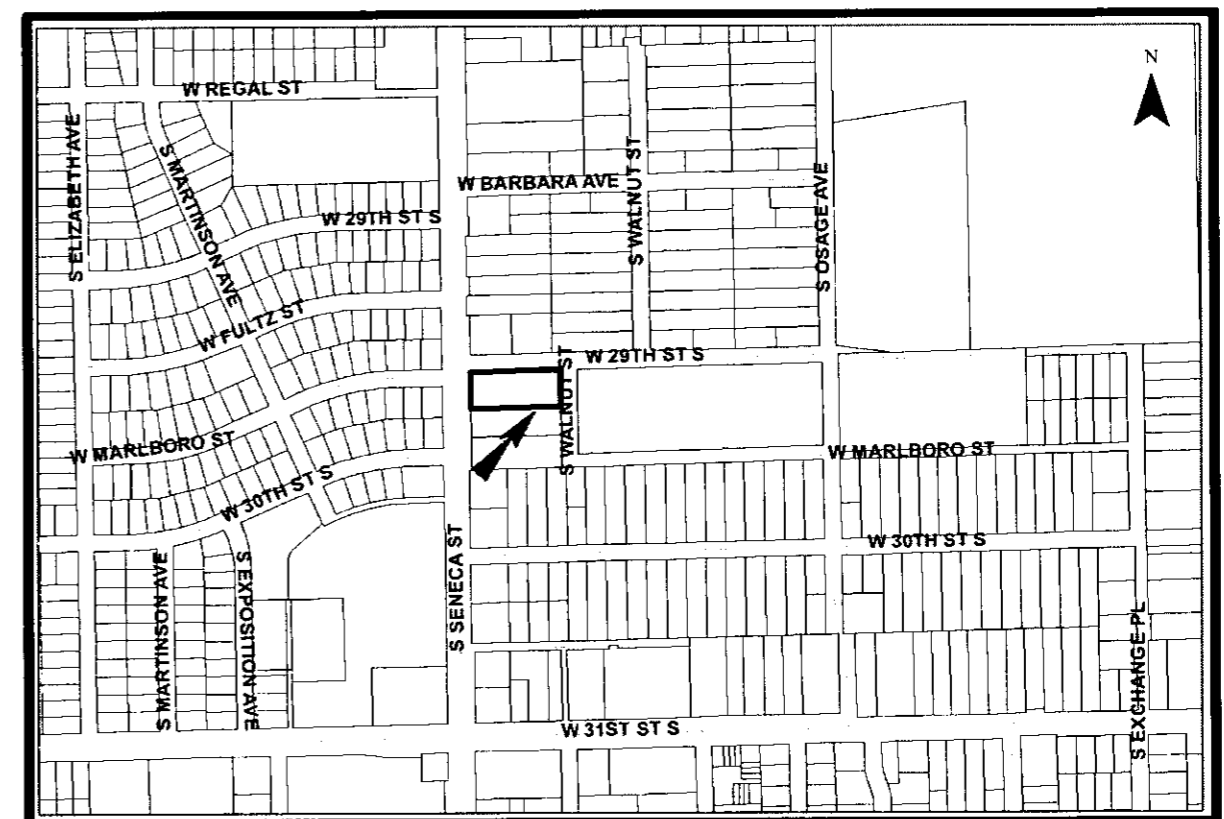 N
W REGAL ST
S ELIZABETH AVE
S MARTINSON AVE
W BARBARA AVE
S WALNUT ST
S OSAGE AVE
W 29TH ST S
W FULTZ ST
W 29TH ST S
S WALNUT ST
W MARLBORO ST
W MARLBORO ST
W 30TH ST S
W 30TH ST S
S SENECA ST
S MARTINSON AVE
S EXPOSITION AVE
S EXCHANGE PL
W 31ST ST S